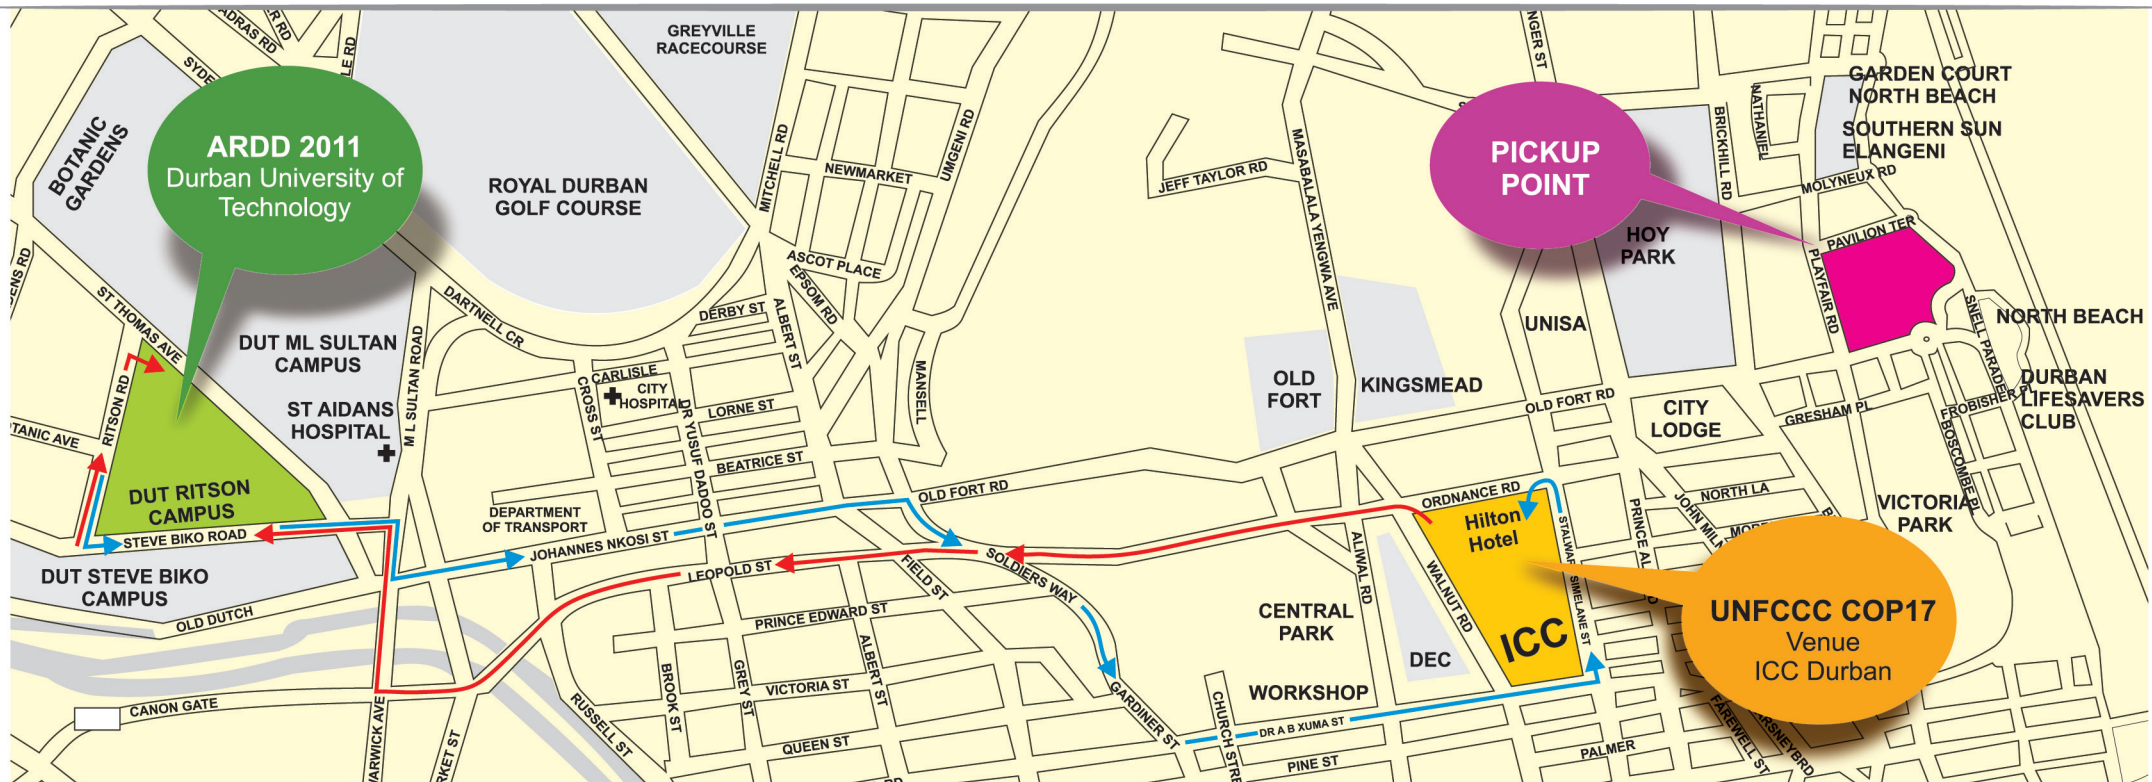 GREYVILLE
RACECOURSE
ARDD 2011
Durban University of
Technology
BOTANIC
GARDENS
ROYAL DURBAN
GOLF COURSE
MITCHELL RD
NEWMARKET
UMGENI RD
ASCOT PLACE
EPSOM RD
DERBY ST
ALBERT ST
MANSELL
JEFF TAYLOR RD
MASABALALA YENGWA AVE
PICKUP
POINT
HOY
PARK
BRICKHILL RD
NATHANIEL
GARDEN COURT
NORTH BEACH
SOUTHERN SUN
ELANGENI
MOLYNEUX RD
PAVILION TER
PLAYFAIR RD
SNELL PARADE
NORTH BEACH
DURBAN
LIFESAVERS
CLUB
UNISA
OLD
FORT
KINGSMEAD
OLD FORT RD
CITY
LODGE
GRESHAM PL
FROBISHER PL
BOSCOMBE PL
VICTORIA
PARK
ST THOMAS AVE
DUT ML SULTAN
CAMPUS
M L SULTAN ROAD
DARTNELL CR
ST AIDANS
HOSPITAL
RITSON RD
DUT RITSON
CAMPUS
STEVE BIKO ROAD
DUT STEVE BIKO
CAMPUS
OLD DUTCH
CANON GATE
CARLISLE
CROSS ST
CITY
HOSPITAL
DR YUSUF DADOO ST
LORNE ST
BEATRICE ST
DEPARTMENT
OF TRANSPORT
JOHANNES NKOSI ST
LEOPOLD ST
OLD FORT RD
SOLDIERS WAY
FIELD ST
PRINCE EDWARD ST
ALBERT ST
BROOK ST
GREY ST
VICTORIA ST
QUEEN ST
RUSSELL ST
GARDINER ST
DR A B XUMA ST
PINE ST
ORDNANCE RD
Hilton
Hotel
ICC
ALIWAL RD
WALNUT RD
CENTRAL
PARK
DEC
WORKSHOP
NORTH LA
UNFCCC COP17
Venue
ICC Durban
PALMER
FAREWELL ST